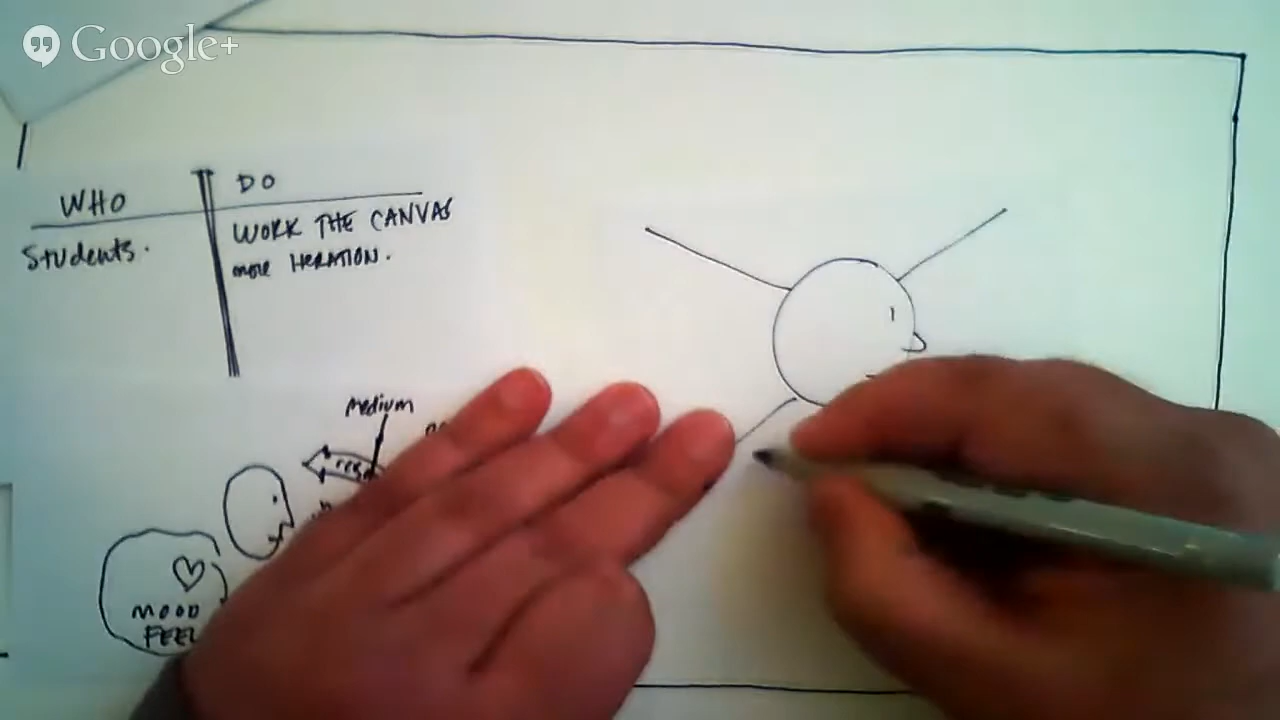 Google+
WHO
DO
Students.
WORK THE CANVAS
more ITERATION.
medium
MOOD
FEEL